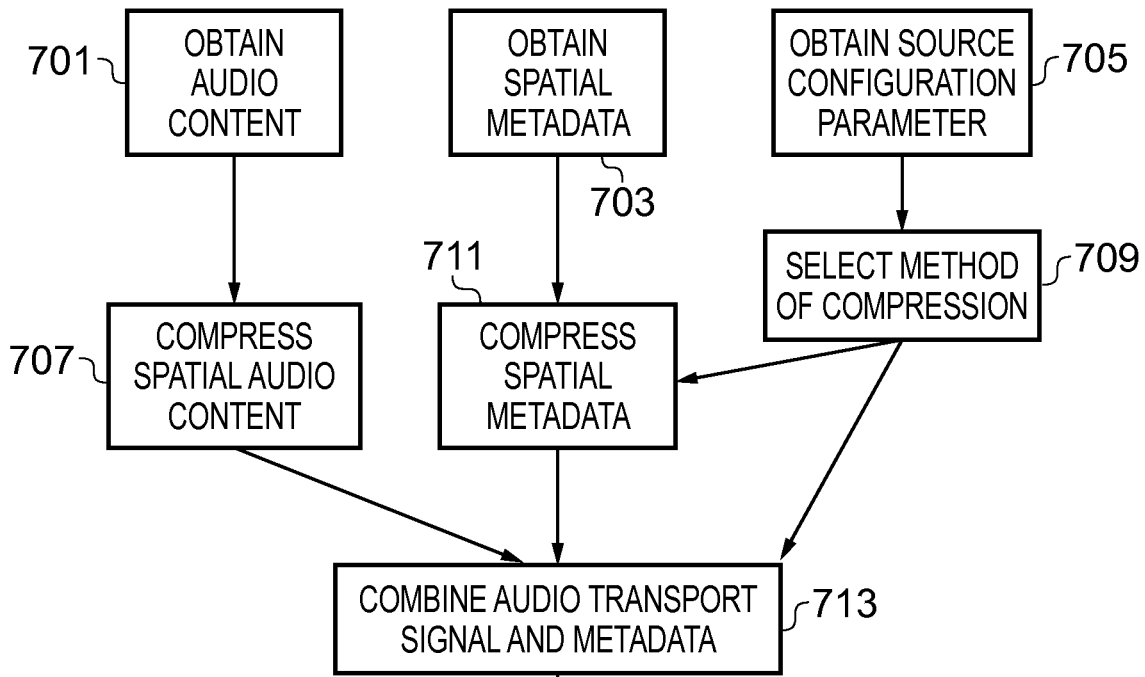 701
OBTAIN
AUDIO
CONTENT
OBTAIN
SPATIAL
METADATA
703
OBTAIN SOURCE
CONFIGURATION
PARAMETER
705
SELECT METHOD
OF COMPRESSION
709
707
COMPRESS
SPATIAL AUDIO
CONTENT
711
COMPRESS
SPATIAL
METADATA
COMBINE AUDIO TRANSPORT
SIGNAL AND METADATA
713